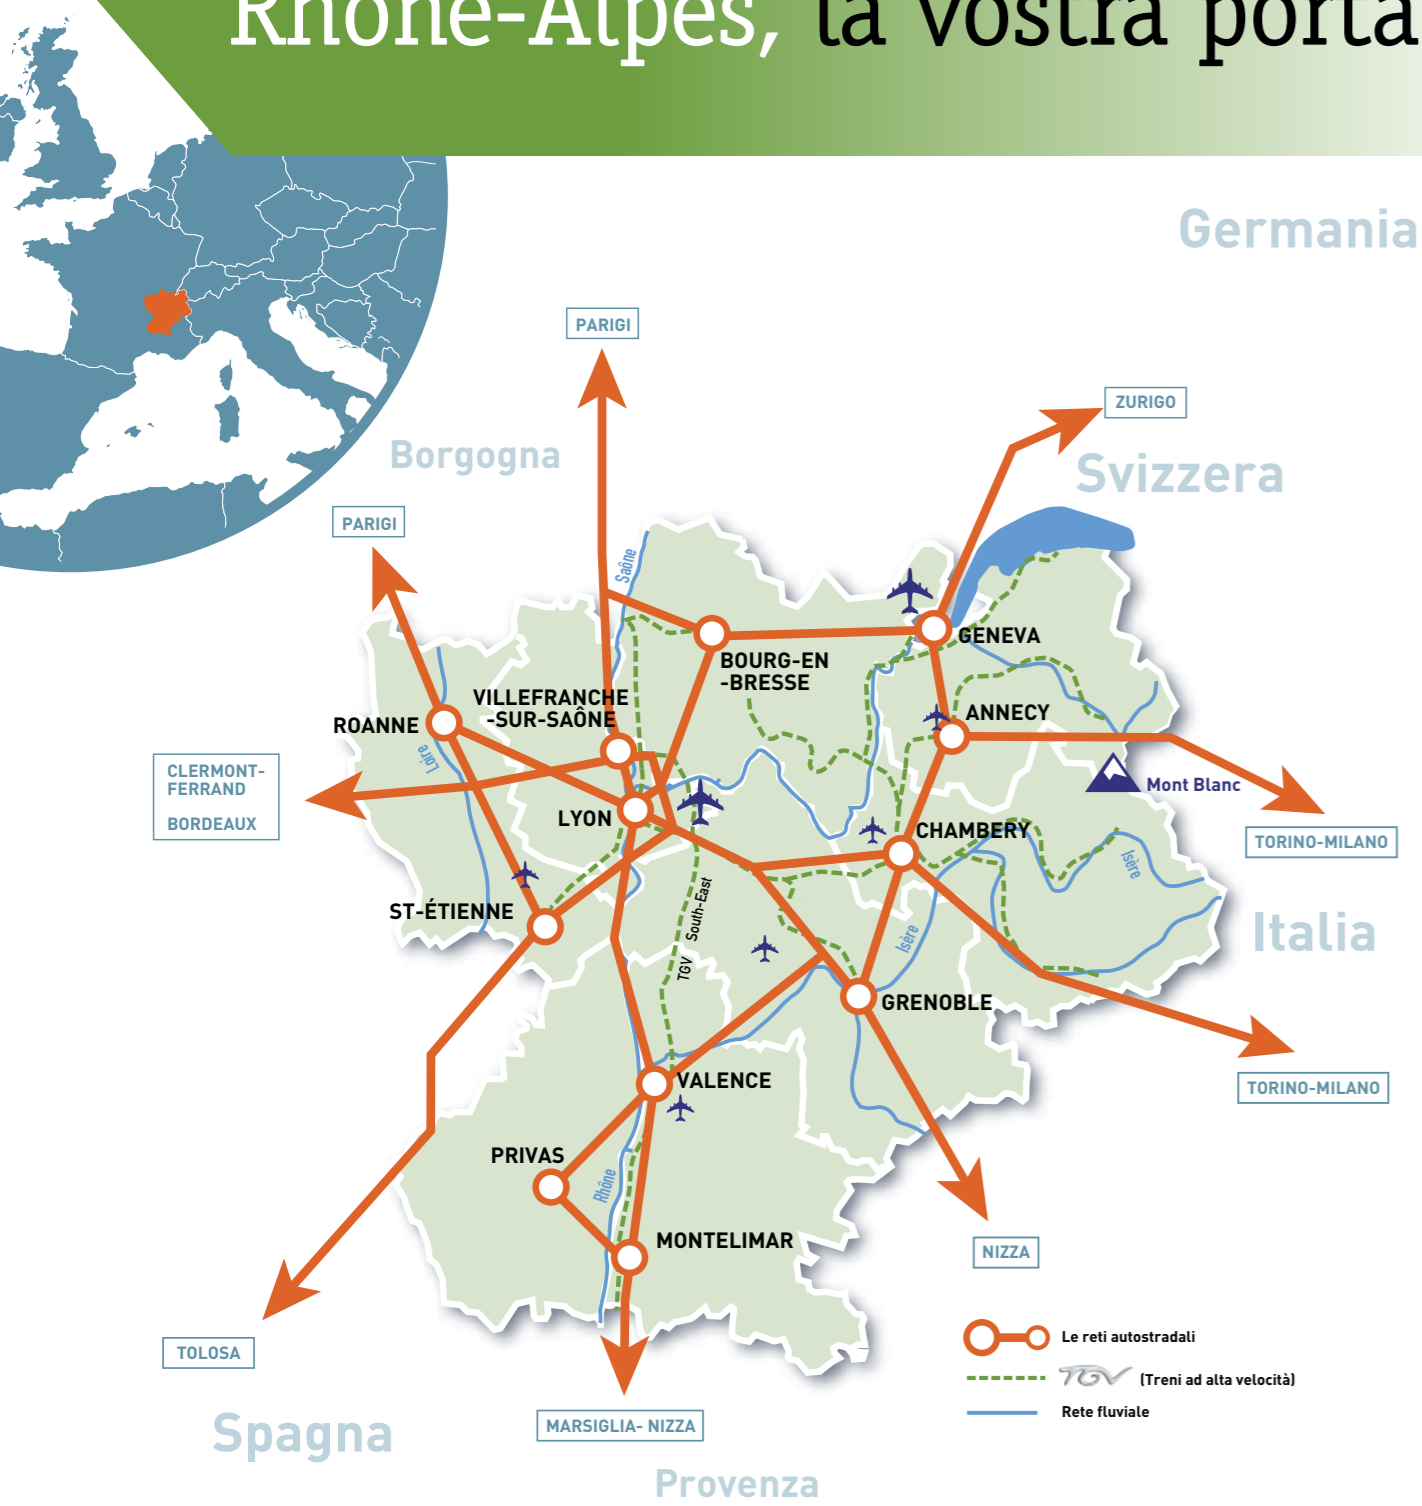 Rhône-Alpes, la vostra porta
Germania
PARIGI
ZURIGO
Borgogna
Svizzera
PARIGI
Saône
GENEVA
BOURG-EN
-BRESSE
VILLEFRANCHE
-SUR-SAÔNE
ANNECY
ROANNE
Loire
CLERMONT-
FERRAND
BORDEAUX
Mont Blanc
LYON
CHAMBERY
TORINO-MILANO
Isère
ST-ÉTIENNE
TGV South-East
Isère
Italia
GRENOBLE
VALENCE
TORINO-MILANO
PRIVAS
Rhône
MONTELIMAR
NIZZA
Le reti autostradali
TOLOSA
TGV (Treni ad alta velocità)
Rete fluviale
Spagna
MARSIGLIA- NIZZA
Provenza